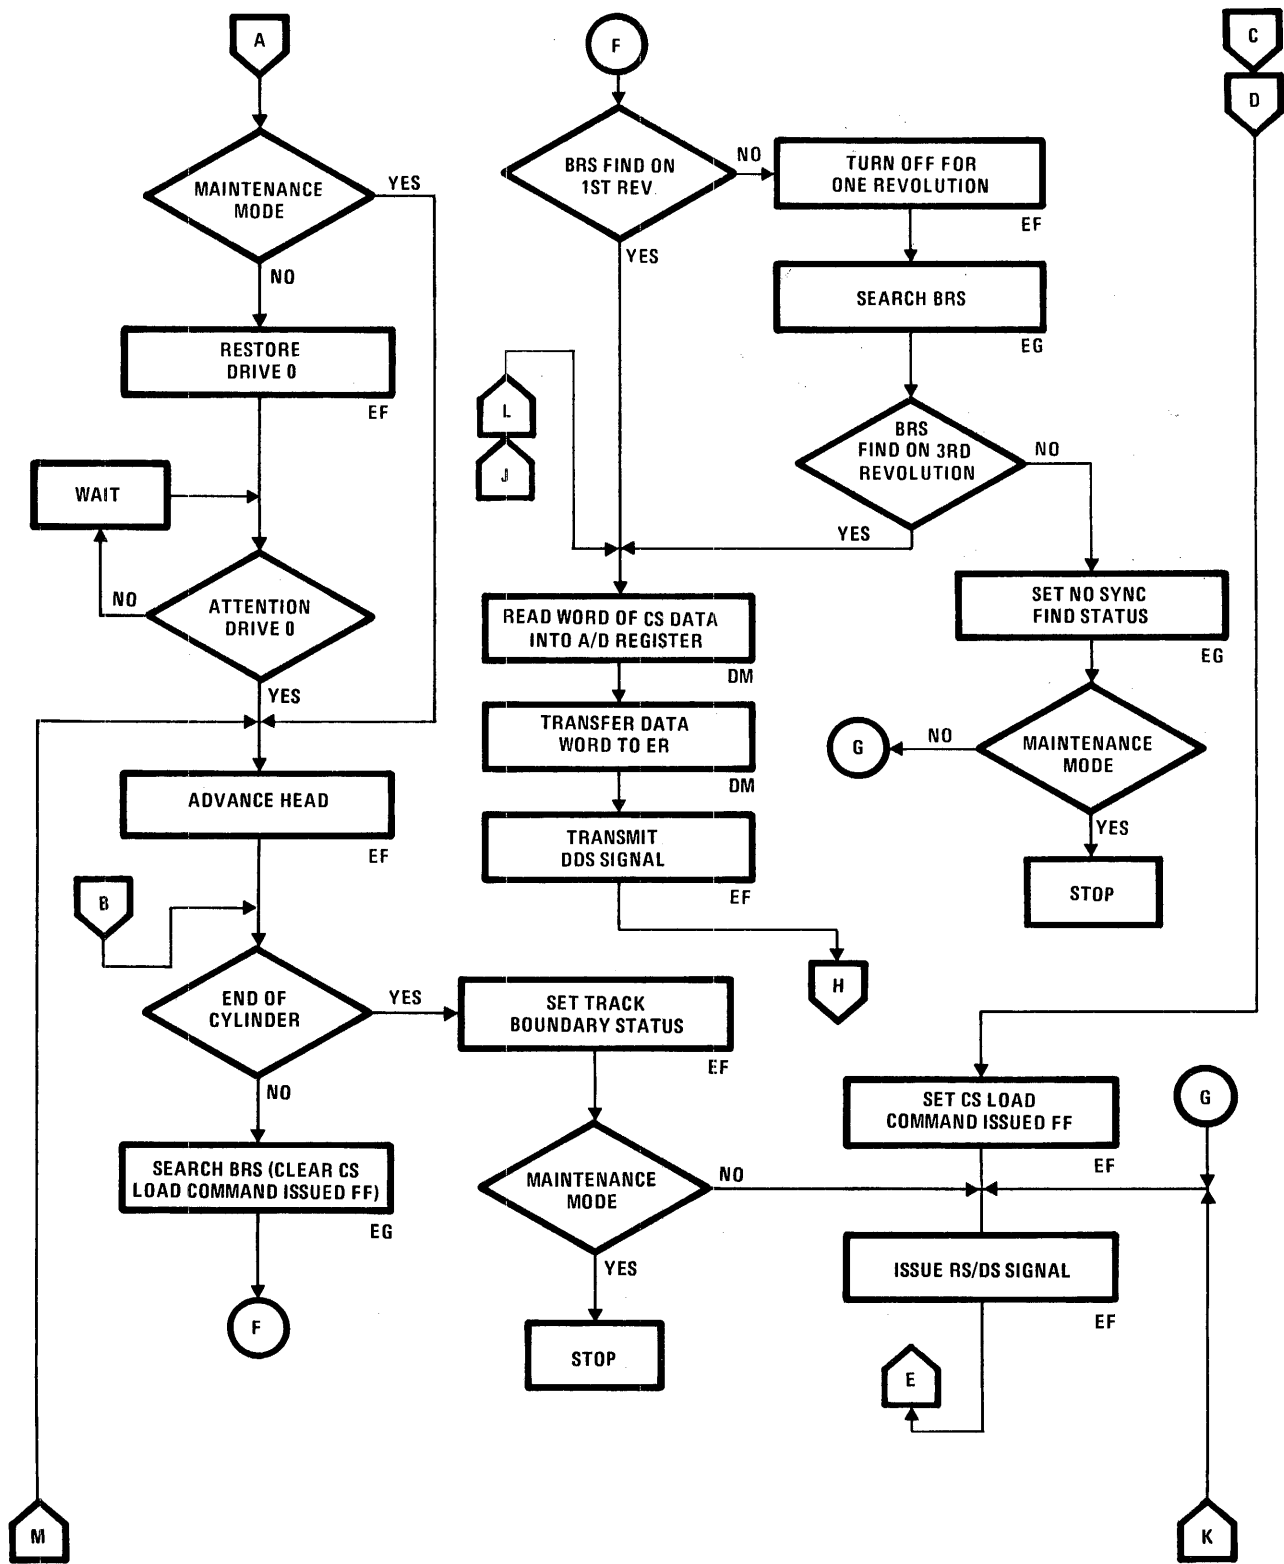 A
MAINTENANCE
MODE
YES
NO
RESTORE
DRIVE 0
EF
WAIT
NO
ATTENTION
DRIVE 0
YES
ADVANCE HEAD
EF
B
END OF
CYLINDER
YES
NO
SEARCH BRS (CLEAR CS
LOAD COMMAND ISSUED FF)
EG
F
M
SET TRACK
BOUNDARY STATUS
EF
MAINTENANCE
MODE
NO
YES
STOP
F
BRS FIND ON
1ST REV.
NO
YES
TURN OFF FOR
ONE REVOLUTION
EF
SEARCH BRS
EG
BRS
FIND ON 3RD
REVOLUTION
NO
YES
L
J
READ WORD OF CS DATA
INTO A/D REGISTER
DM
TRANSFER DATA
WORD TO ER
DM
TRANSMIT
DDS SIGNAL
EF
H
SET NO SYNC
FIND STATUS
EG
MAINTENANCE
MODE
NO
G
YES
STOP
C
D
SET CS LOAD
COMMAND ISSUED FF
EF
G
ISSUE RS/DS SIGNAL
EF
E
K